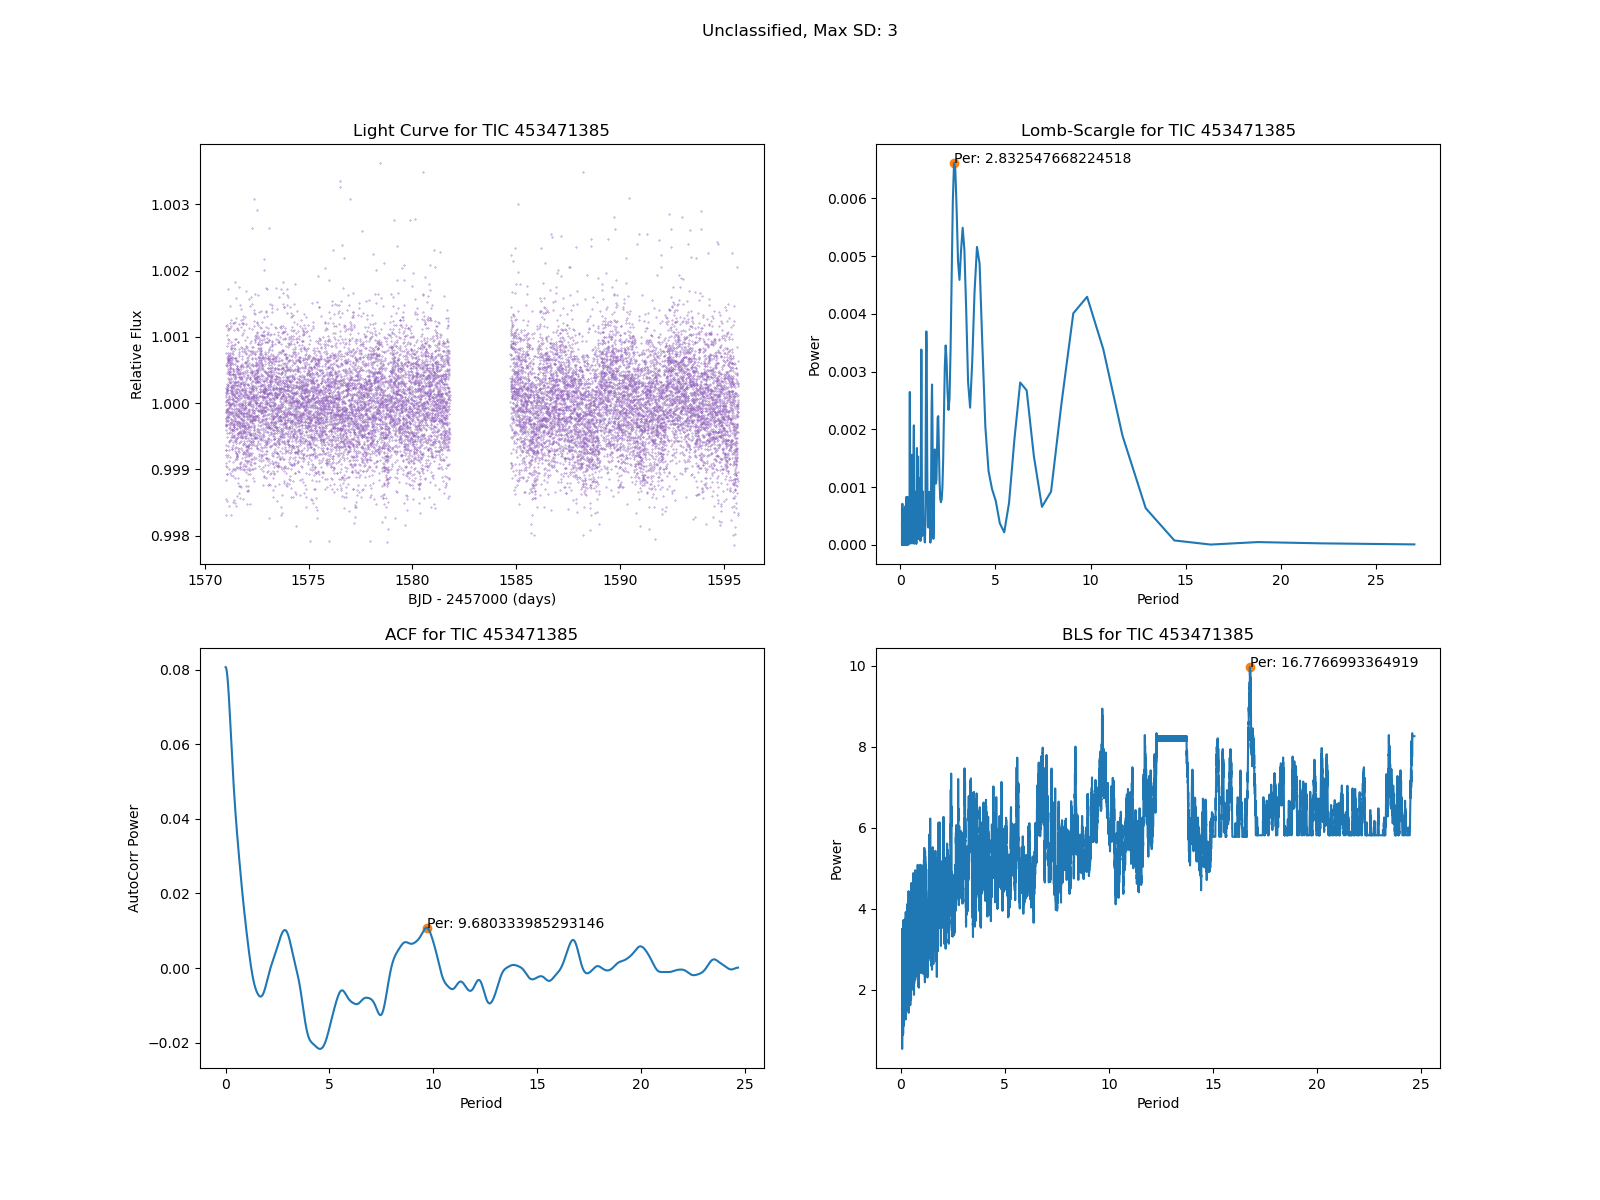 Unclassified, Max SD: 3
Light Curve for TIC 453471385
Relative Flux
1.003
1.002
1.001
1.000
0.999
0.998
1570 1575 1580 1585 1590 1595
BJD - 2457000 (days)
Lomb-Scargle for TIC 453471385
Per: 2.832547668224518
Power
0.006
0.005
0.004
0.003
0.002
0.001
0.000
0 5 10 15 20 25
Period
ACF for TIC 453471385
AutoCorr Power
0.08
0.06
0.04
0.02
0.00
−0.02
Per: 9.680333985293146
0 5 10 15 20 25
Period
BLS for TIC 453471385
Per: 16.7766993364919
Power
10
8
6
4
2
0 5 10 15 20 25
Period